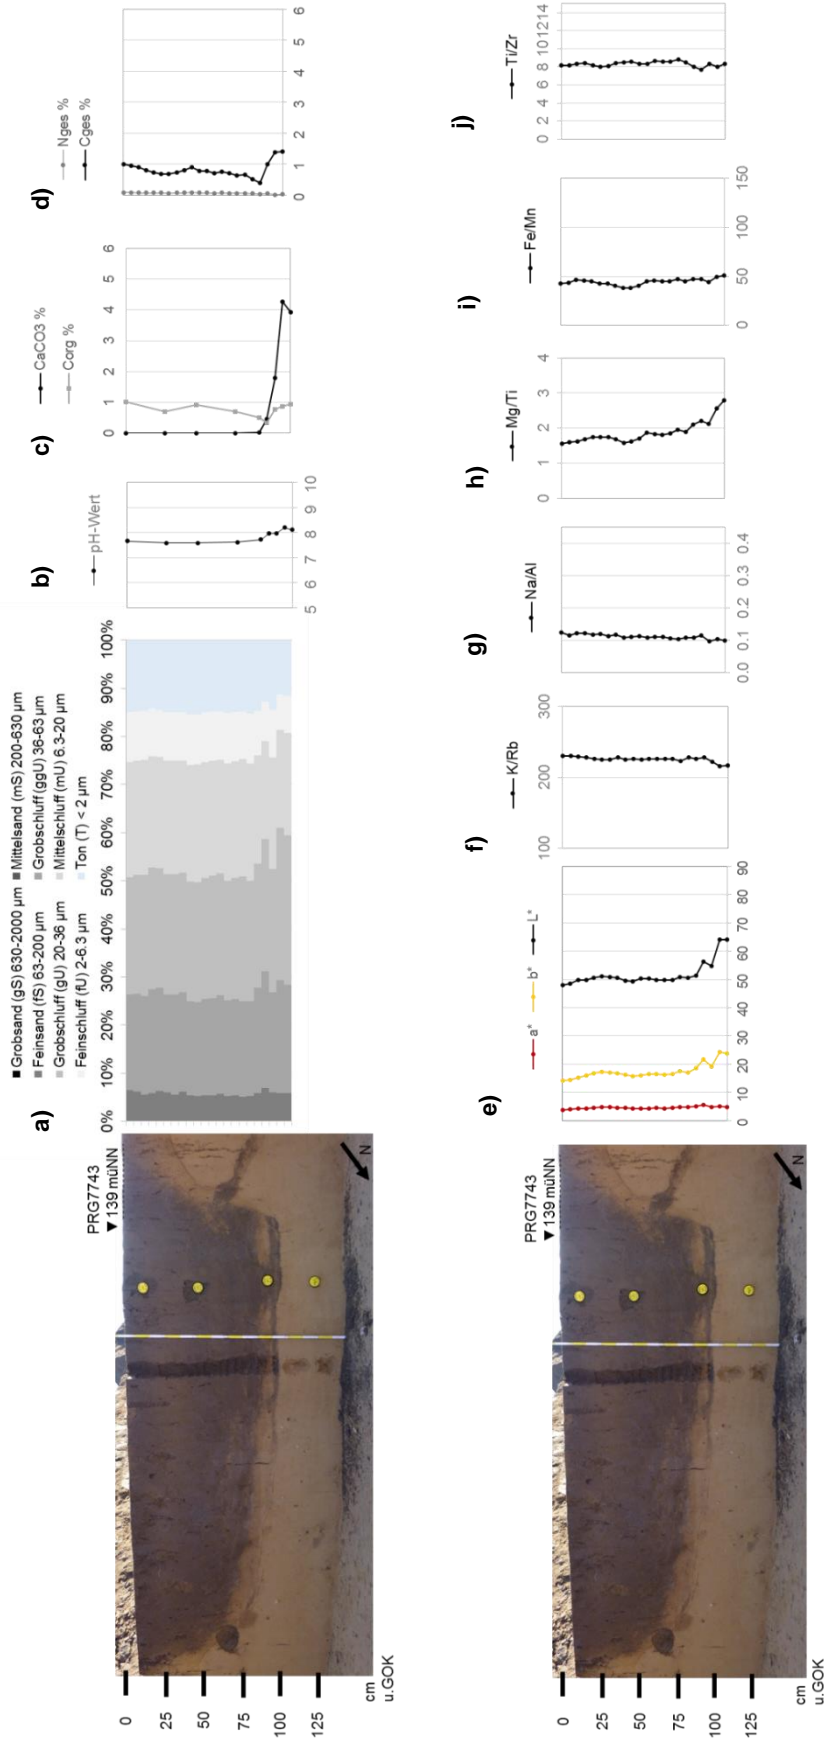 PRG7743
▼139 müNN
0
25
50
75
100
125
cm
u.GOK
N
a)
Grobsand (gS) 630-2000 µm
Mittelsand (mS) 200-630 µm
Feinsand (fS) 63-200 µm
Grobschluff (ggU) 36-63 µm
Grobschluff (gU) 20-36 µm
Mittelschluff (mU) 6.3-20 µm
Feinschluff (fU) 2-6.3 µm
Ton (T) < 2 µm
0% 10% 20% 30% 40% 50% 60% 70% 80% 90% 100%
b)
pH-Wert
5 6 7 8 9 10
c)
CaCO3 %
Corg %
0 1 2 3 4 5 6
d)
Nges %
Cges %
0 1 2 3 4 5 6
PRG7743
▼139 müNN
0
25
50
75
100
125
cm
u.GOK
N
e)
a* b* L*
0 10 20 30 40 50 60 70 80 90
f)
K/Rb
100 200 300
g)
Na/Al
0.0 0.1 0.2 0.3 0.4
h)
Mg/Ti
0 1 2 3 4
i)
Fe/Mn
0 50 100 150
j)
Ti/Zr
0 2 4 6 8 10 12 14